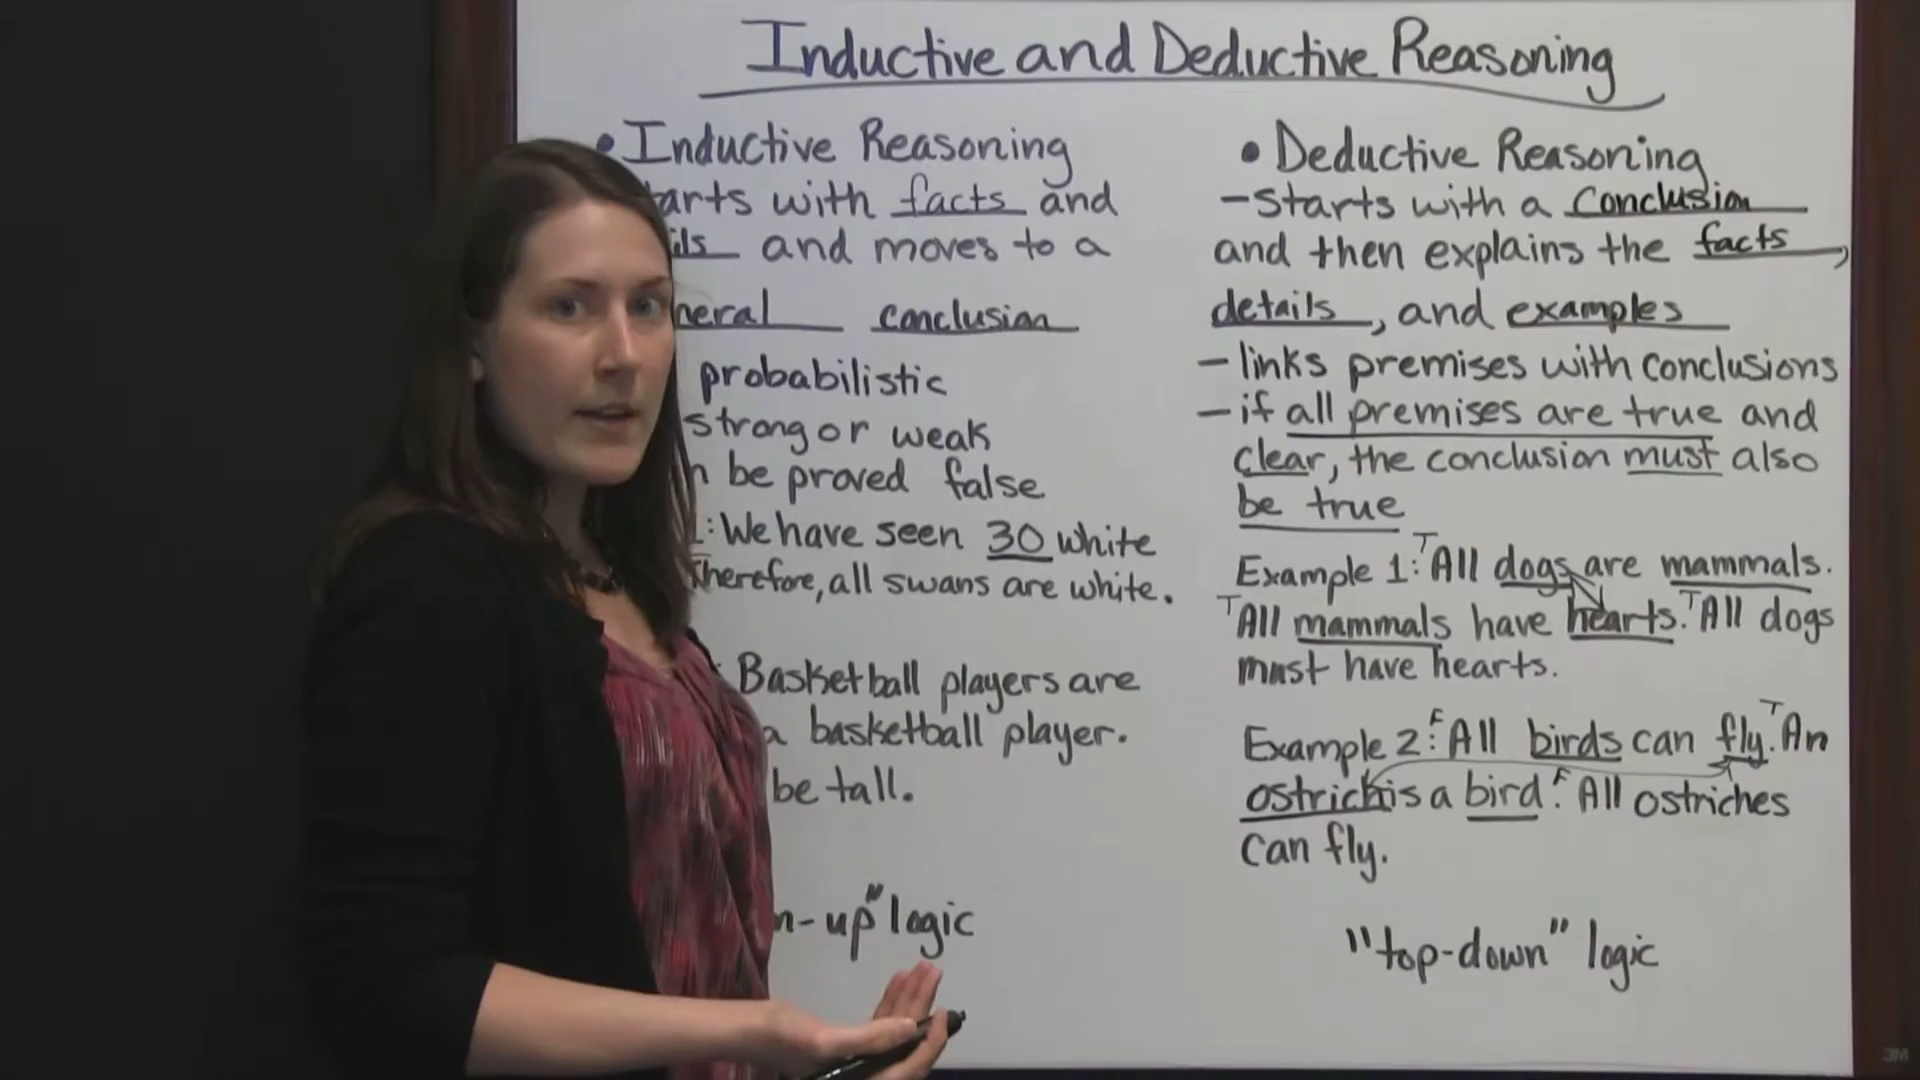 Inductive and Deductive Reasoning
• Inductive Reasoning
arts with facts and
ils and moves to a
neral conclusion
probabilistic
strong or weak
n be proved false
1: We have seen 30 white
Therefore, all swans are white.
: Basketball players are
a basketball player.
be tall.
n-up" logic
• Deductive Reasoning
- starts with a conclusion
and then explains the facts,
details, and examples
- links premises with conclusions
- if all premises are true and
clear, the conclusion must also
be true
Example 1: T All dogs are mammals.
T All mammals have hearts. T All dogs
must have hearts.
Example 2: F All birds can fly. T An
ostrich is a bird. F All ostriches
can fly.
"top-down" logic
3M